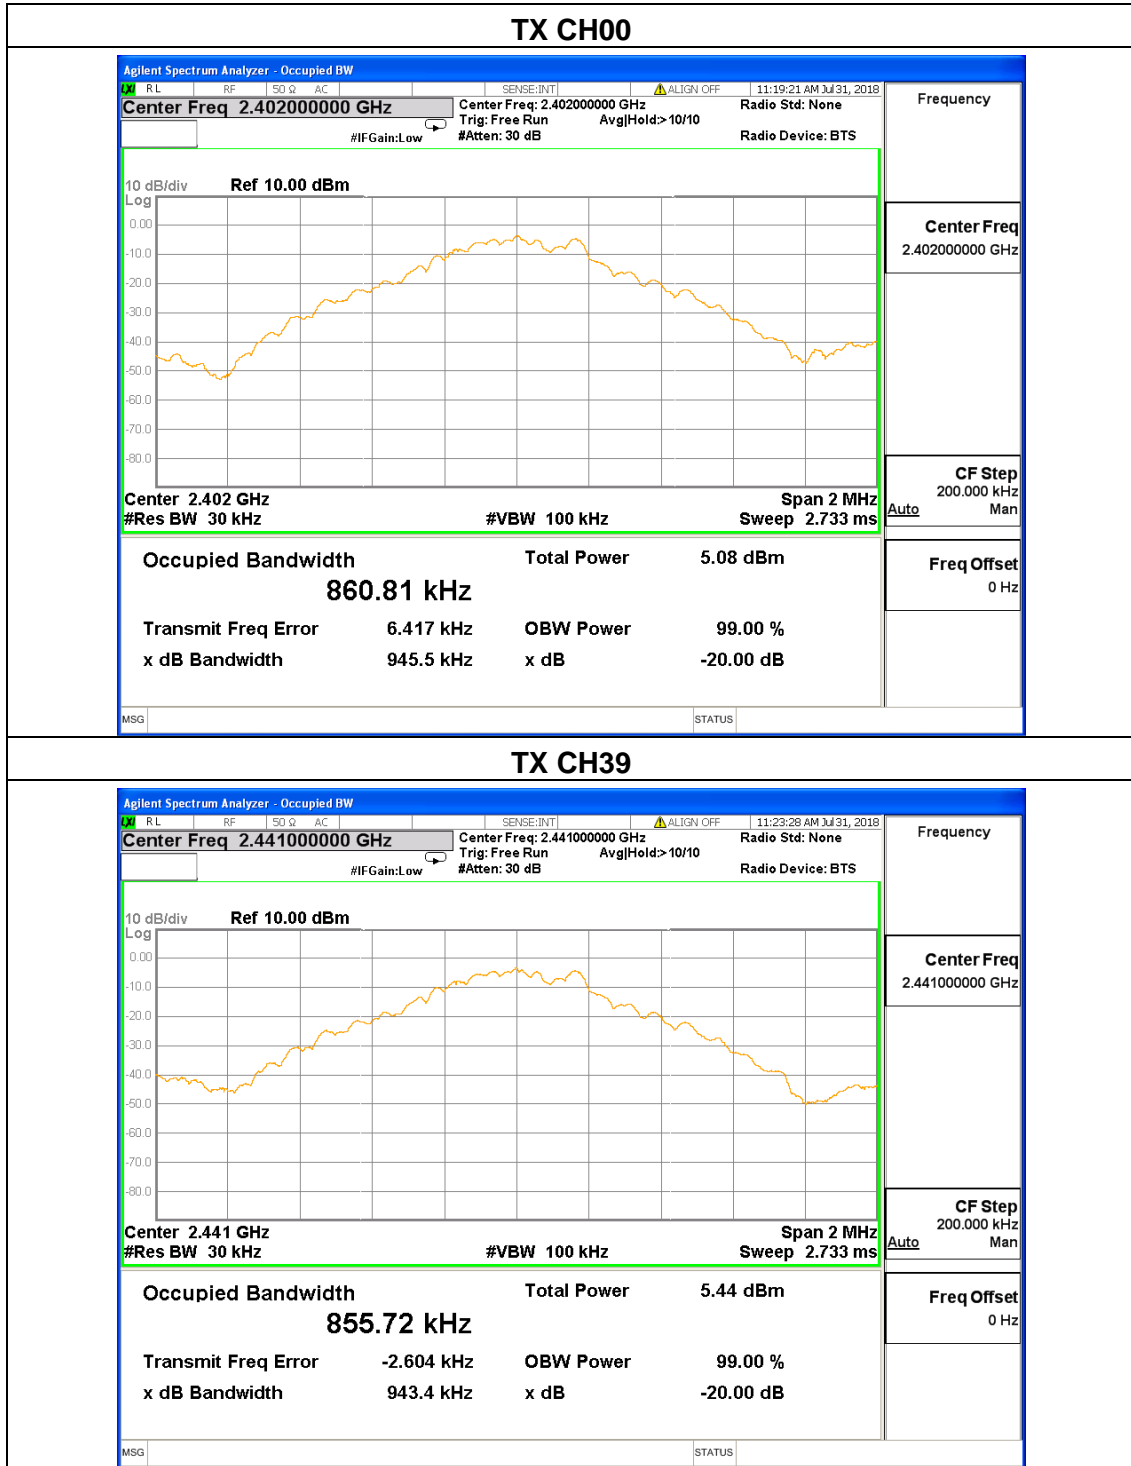 TX CH00
Agilent Spectrum Analyzer - Occupied BW
LXI RL RF 50 Ω AC SENSE:INT ALIGN OFF 11:19:21 AM Jul 31, 2018
Center Freq 2.402000000 GHz
Center Freq: 2.402000000 GHz Radio Std: None
Trig: Free Run Avg|Hold:>10/10
#IFGain:Low #Atten: 30 dB Radio Device: BTS
Frequency
10 dB/div Ref 10.00 dBm
Log
0.00
-10.0
-20.0
-30.0
-40.0
-50.0
-60.0
-70.0
-80.0
Center Freq
2.402000000 GHz
Center 2.402 GHz Span 2 MHz
#Res BW 30 kHz #VBW 100 kHz Sweep 2.733 ms
CF Step
200.000 kHz
Auto Man
Occupied Bandwidth Total Power 5.08 dBm
860.81 kHz
Transmit Freq Error 6.417 kHz OBW Power 99.00 %
x dB Bandwidth 945.5 kHz x dB -20.00 dB
Freq Offset
0 Hz
MSG STATUS
TX CH39
Agilent Spectrum Analyzer - Occupied BW
LXI RL RF 50 Ω AC SENSE:INT ALIGN OFF 11:23:28 AM Jul 31, 2018
Center Freq 2.441000000 GHz
Center Freq: 2.441000000 GHz Radio Std: None
Trig: Free Run Avg|Hold:>10/10
#IFGain:Low #Atten: 30 dB Radio Device: BTS
Frequency
10 dB/div Ref 10.00 dBm
Log
0.00
-10.0
-20.0
-30.0
-40.0
-50.0
-60.0
-70.0
-80.0
Center Freq
2.441000000 GHz
Center 2.441 GHz Span 2 MHz
#Res BW 30 kHz #VBW 100 kHz Sweep 2.733 ms
CF Step
200.000 kHz
Auto Man
Occupied Bandwidth Total Power 5.44 dBm
855.72 kHz
Transmit Freq Error -2.604 kHz OBW Power 99.00 %
x dB Bandwidth 943.4 kHz x dB -20.00 dB
Freq Offset
0 Hz
MSG STATUS